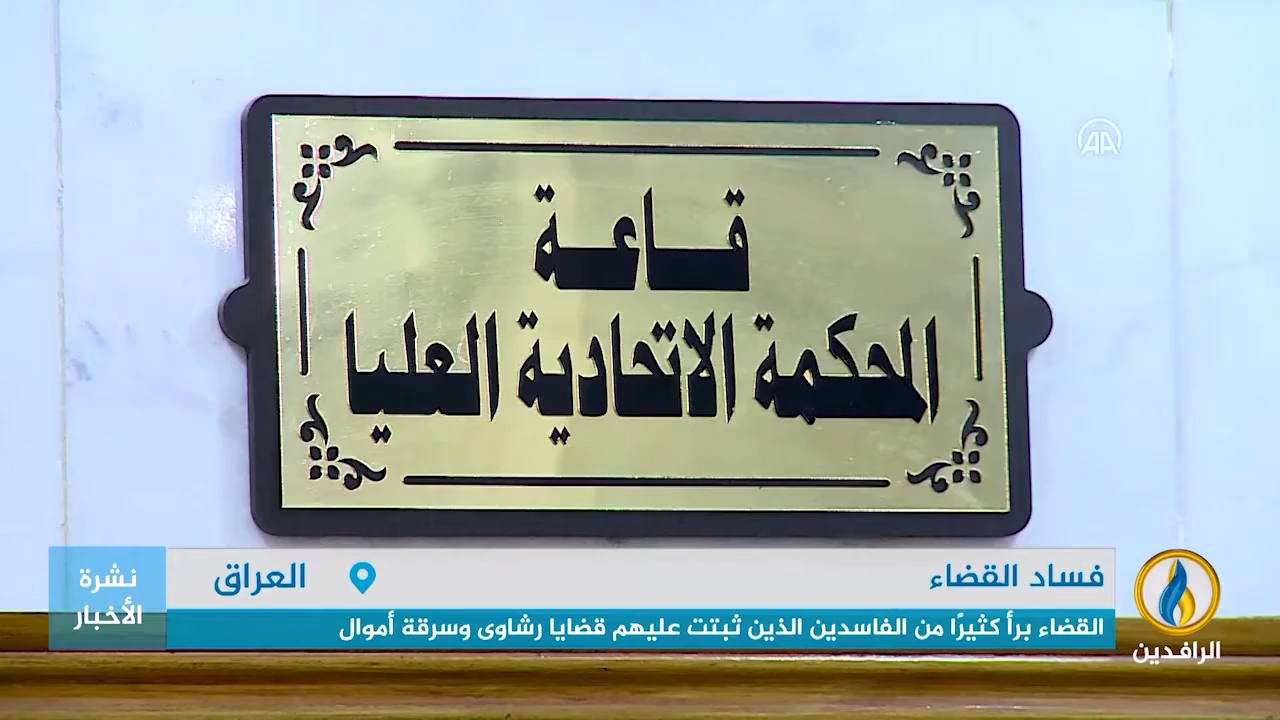 AA
قاعة
المحكمة الاتحادية العليا
فساد القضاء
العراق
نشرة
الأخبار
القضاء برأ كثيرًا من الفاسدين الذين ثبتت عليهم قضايا رشاوى وسرقة أموال
الرافدين